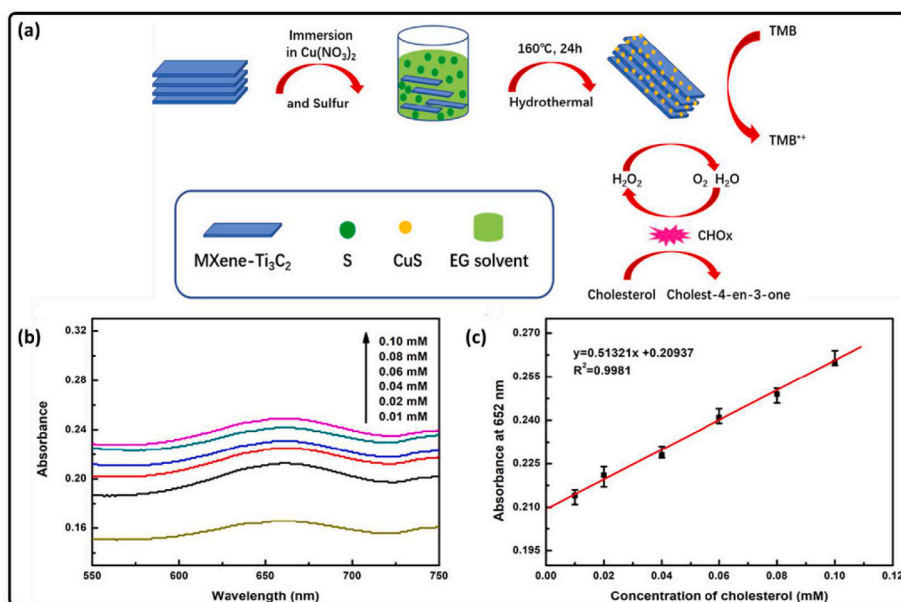 (a)
Immersion
in Cu(NO₃)₂
and Sulfur
160℃, 24h
Hydrothermal
TMB
TMB*⁺
H₂O₂
O₂ H₂O
CHOx
Cholesterol Cholest-4-en-3-one
MXene-Ti₃C₂
S
CuS
EG solvent
(b)
0.32
0.28
0.24
0.20
0.16
Absorbance
0.10 mM
0.08 mM
0.06 mM
0.04 mM
0.02 mM
0.01 mM
550 600 650 700 750
Wavelength (nm)
(c)
0.270
0.255
0.240
0.225
0.210
0.195
Absorbance at 652 nm
y=0.51321x +0.20937
R²=0.9981
0.00 0.02 0.04 0.06 0.08 0.10 0.12
Concentration of cholesterol (mM)